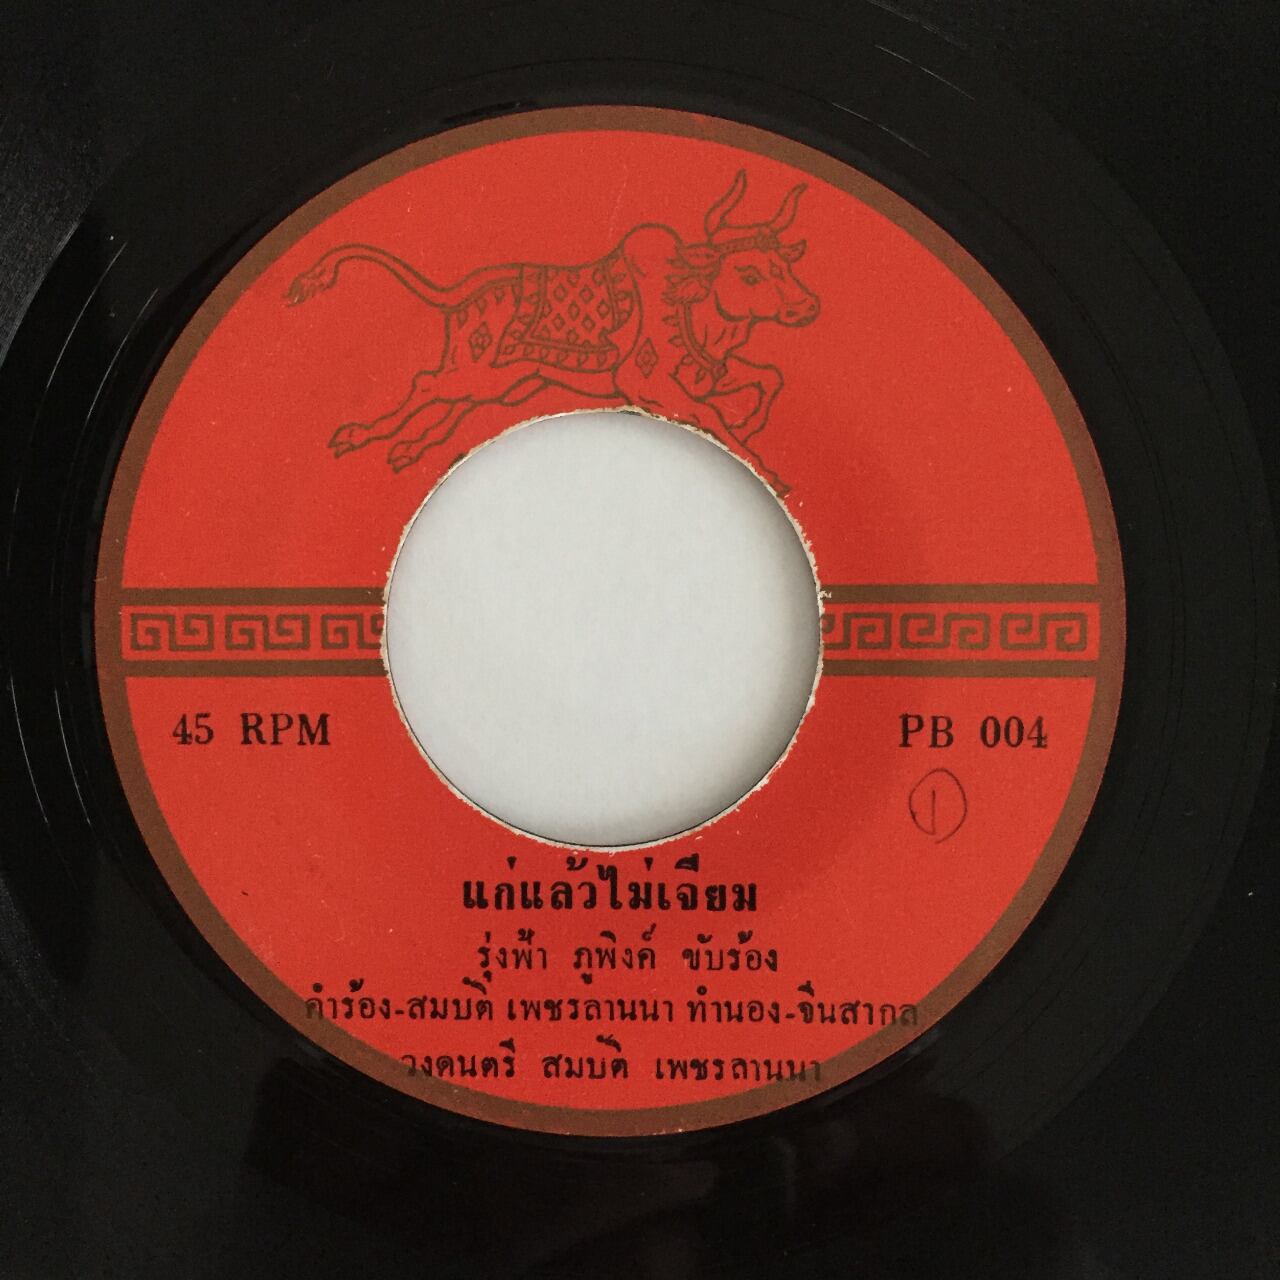 45 RPM PB 004
1
แก่แล้วไม่เจียม
รุ่งฟ้า ภูพิงค์ ขับร้อง
คำร้อง-สมบัติ เพชรลานนา ทำนอง-จีนสากล
วงดนตรี สมบัติ เพชรลานนา